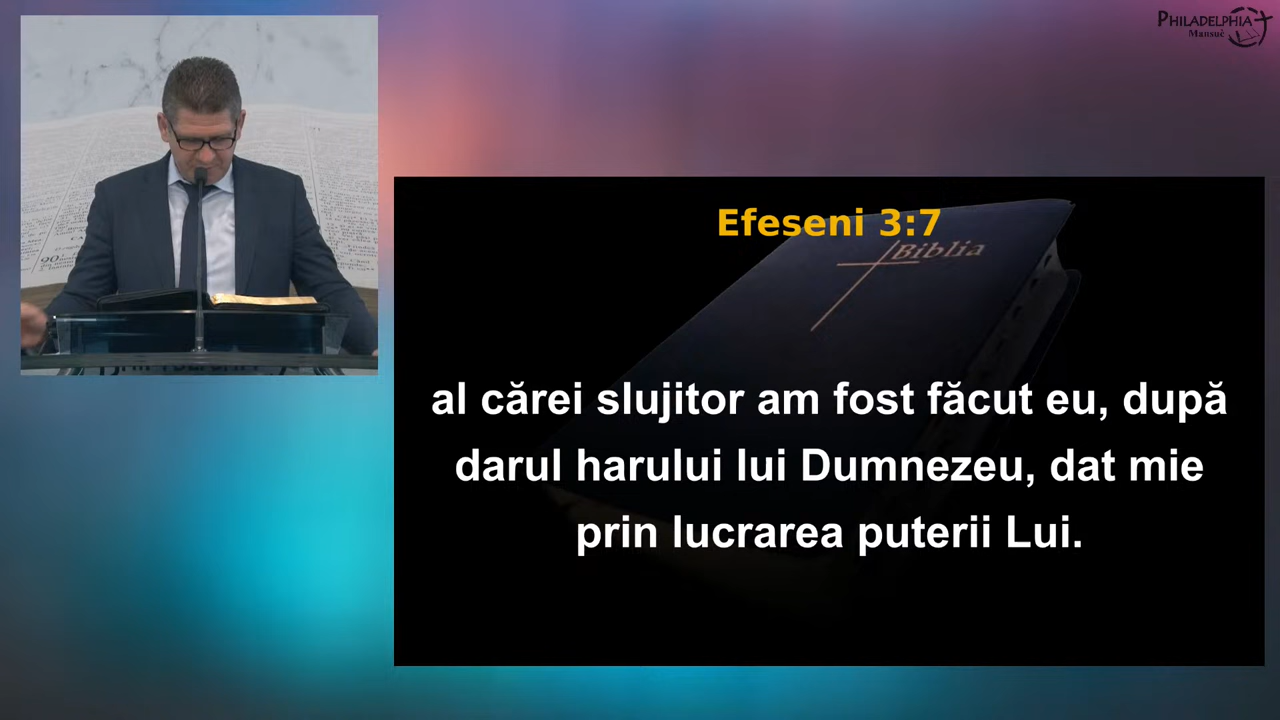 PHILADELPHIA
Mansuè
Efeseni 3:7
Biblia
al cărei slujitor am fost făcut eu, după
darul harului lui Dumnezeu, dat mie
prin lucrarea puterii Lui.